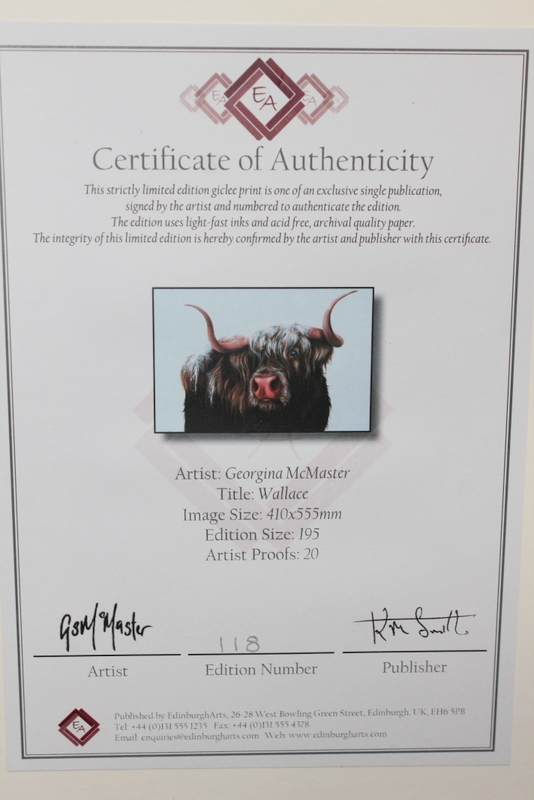 EA EA EA
Certificate of Authenticity
This strictly limited edition giclee print is one of an exclusive single publication,
signed by the artist and numbered to authenticate the edition.
The edition uses light-fast inks and acid free, archival quality paper.
The integrity of this limited edition is hereby confirmed by the artist and publisher with this certificate.
Artist: Georgina McMaster
Title: Wallace
Image Size: 410x555mm
Edition Size: 195
Artist Proofs: 20
GSMcMaster 118
Artist Edition Number Publisher
EA
Published by EdinburghArts, 26-28 West Bowling Green Street, Edinburgh, UK, EH6 5PB
Tel: +44 (0)131 555 1235 Fax: +44 (0)131 555 4378
Email: enquiries@edinburgharts.com Web: www.edinburgharts.com